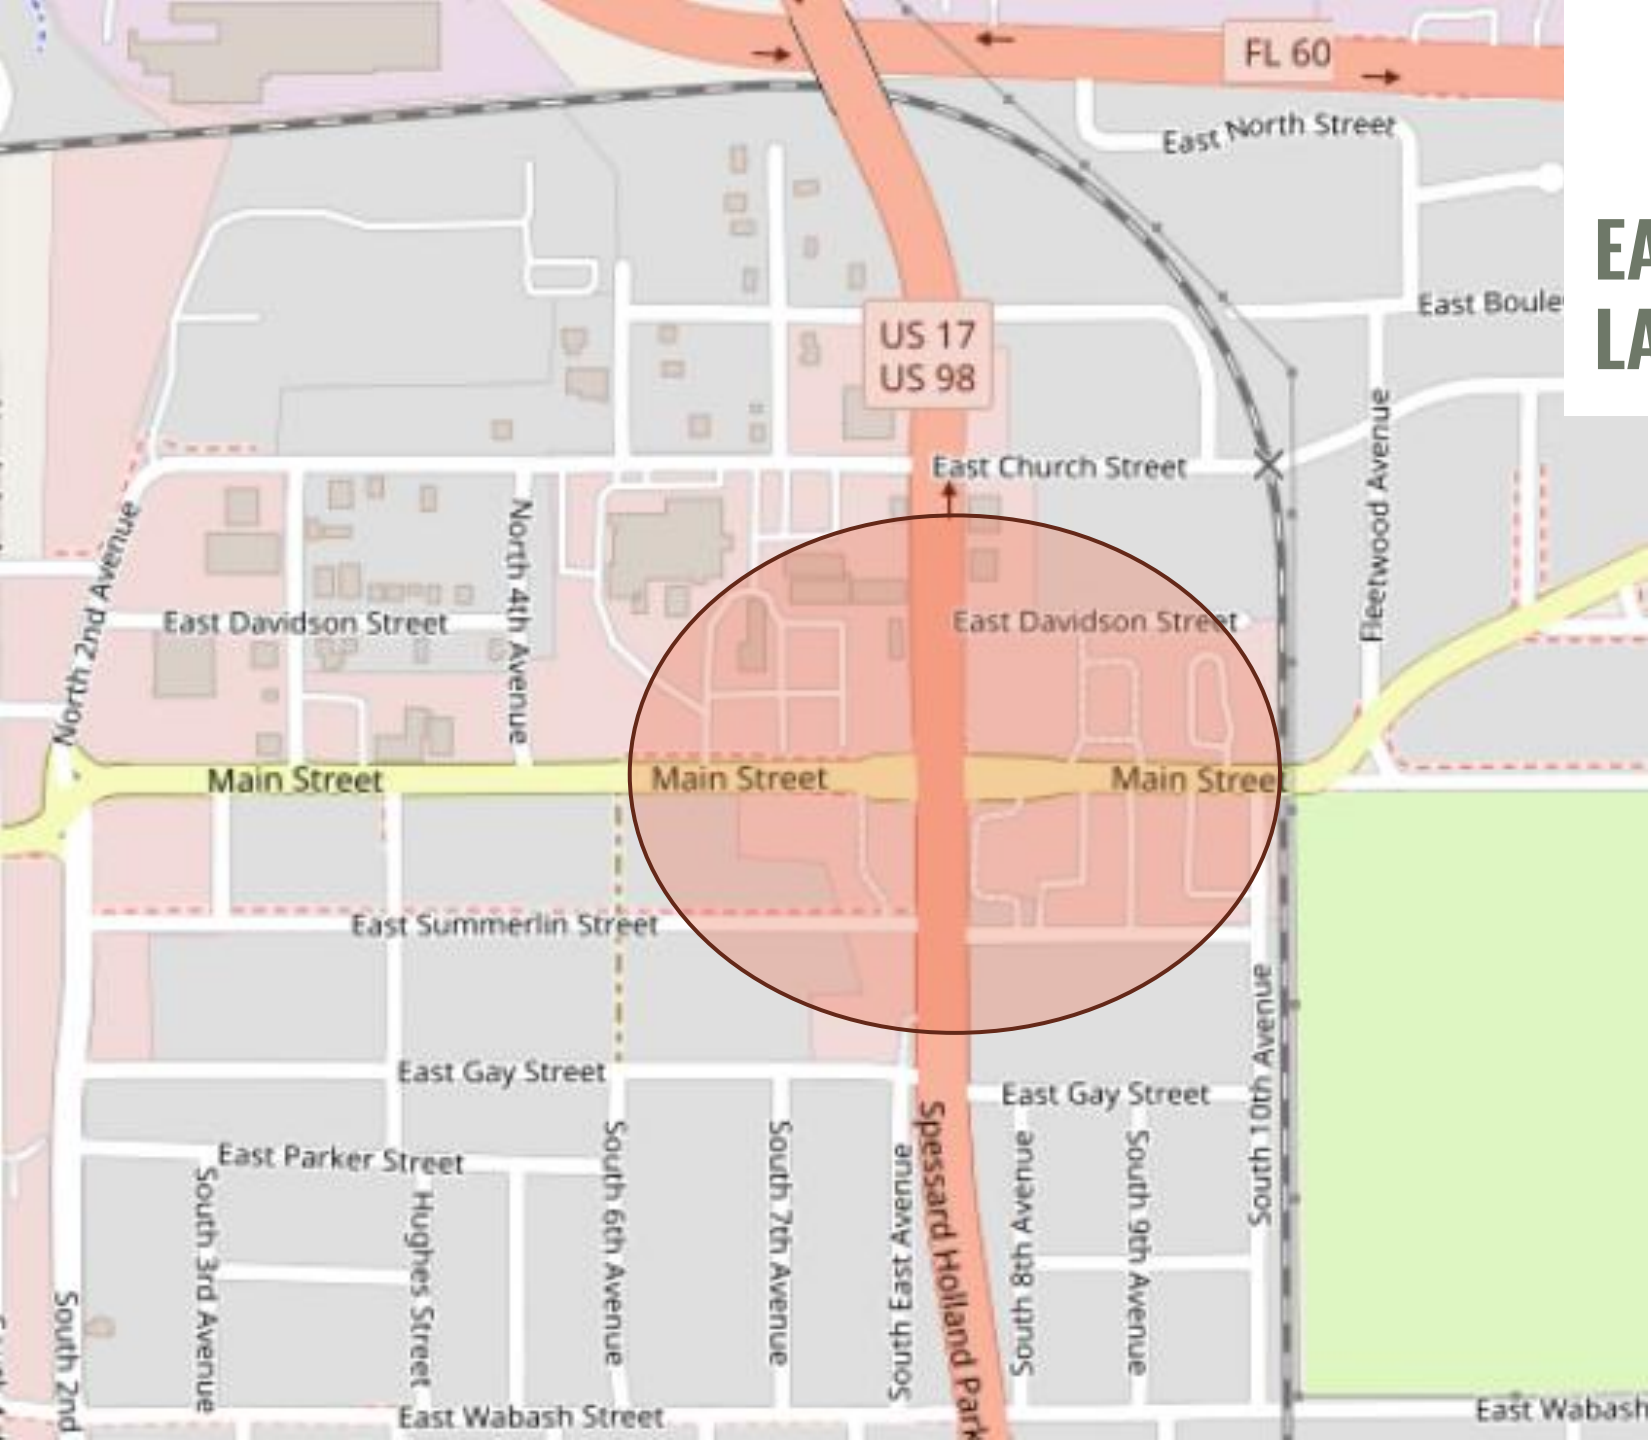 FL 60
East North Street
EA
East Boule
LA
US 17
US 98
East Church Street
Fleetwood Avenue
North 2nd Avenue
North 4th Avenue
East Davidson Street
East Davidson Street
Main Street
Main Street
Main Street
East Summerlin Street
South 10th Avenue
East Gay Street
East Gay Street
East Parker Street
South 3rd Avenue
Hughes Street
South 6th Avenue
South 7th Avenue
South East Avenue
Spessard Holland Park
South 8th Avenue
South 9th Avenue
South 2nd
East Wabash Street
East Wabash